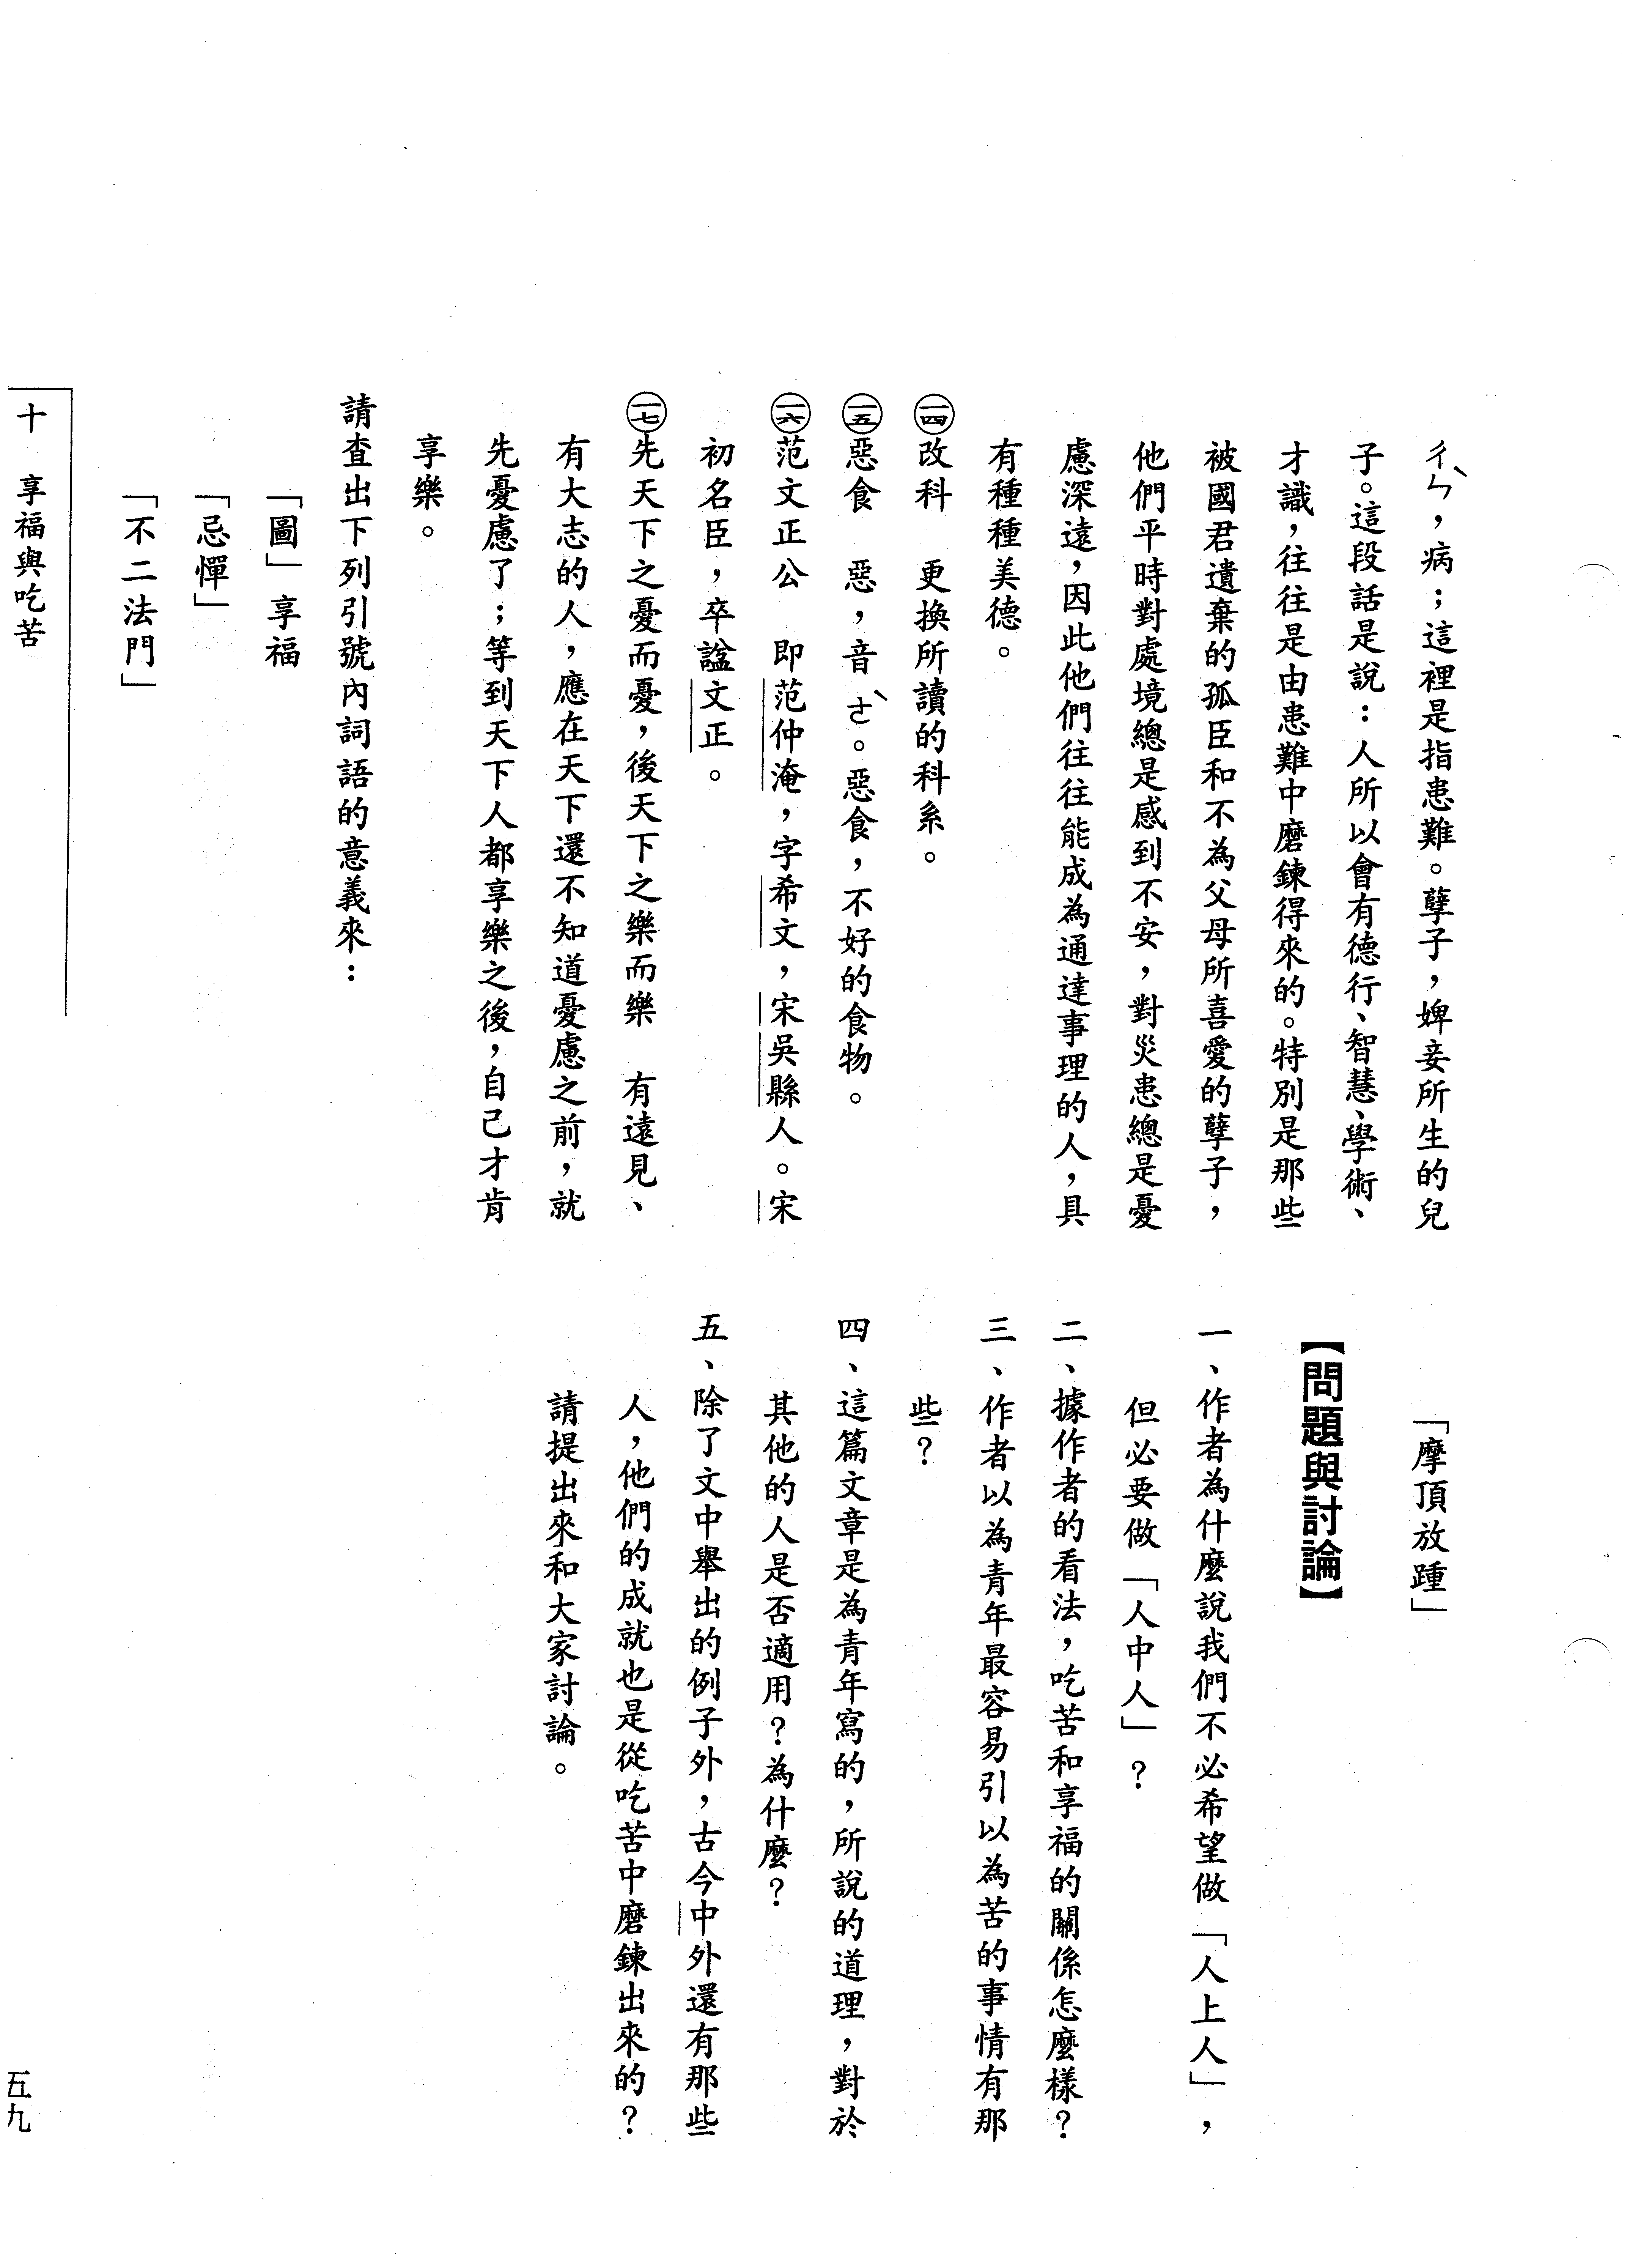 ㄔㄣˋ，病；這裡是指患難。孽子，婢妾所生的兒
子。這段話是說：人所以會有德行、智慧、學術、
才識，往往是由患難中磨鍊得來的。特別是那些
被國君遺棄的孤臣和不為父母所喜愛的孽子，
他們平時對處境總是感到不安，對災患總是憂
慮深遠，因此他們往往能成為通達事理的人，具
有種種美德。
㊀㊃改科　更換所讀的科系。
㊀㊄惡食　惡，音ㄜˋ。惡食，不好的食物。
㊀㊅范文正公　即范仲淹，字希文，宋吳縣人。宋
初名臣，卒諡文正。
㊀㊆先天下之憂而憂，後天下之樂而樂　有遠見、
有大志的人，應在天下還不知道憂慮之前，就
先憂慮了；等到天下人都享樂之後，自己才肯
享樂。
請查出下列引號內詞語的意義來：
「圖」享福
「忌憚」
「不二法門」
「摩頂放踵」
【問題與討論】
一、作者為什麼說我們不必希望做「人上人」，
但必要做「人中人」？
二、據作者的看法，吃苦和享福的關係怎麼樣？
三、作者以為青年最容易引以為苦的事情有那
些？
四、這篇文章是為青年寫的，所說的道理，對於
其他的人是否適用？為什麼？
五、除了文中舉出的例子外，古今中外還有那些
人，他們的成就也是從吃苦中磨鍊出來的？
請提出來和大家討論。
十　享福與吃苦
五九